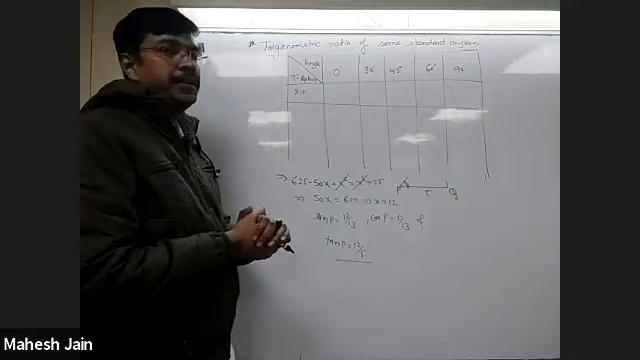 * Trigonometric ratio of some standard angles
Angle
T-Ratio
0° 30° 45° 60° 90°
Sin
⇒ 625-50x+x²=x²+25
⇒ 50x=600 ⇒ x=12
P 5 Q
sin P = 12/13, cos P = 5/13 &
tan P = 12/5
Mahesh Jain